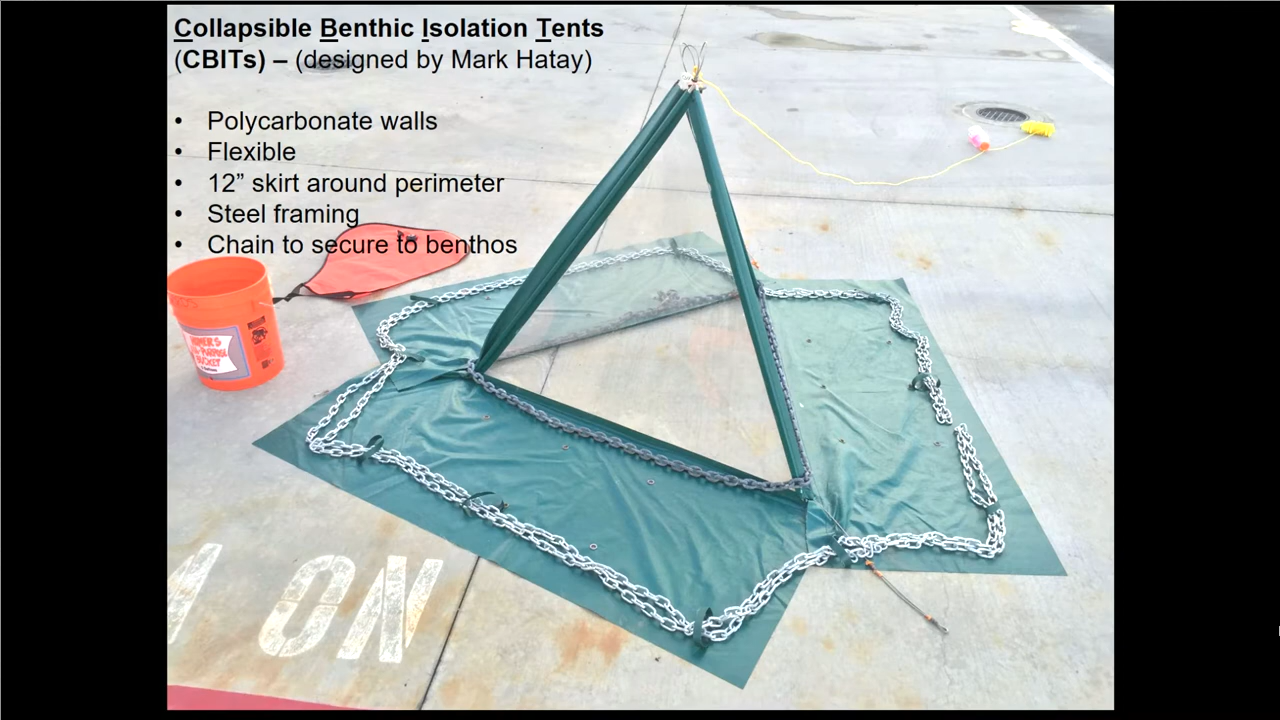 Collapsible Benthic Isolation Tents
(CBITs) – (designed by Mark Hatay)
• Polycarbonate walls
• Flexible
• 12” skirt around perimeter
• Steel framing
• Chain to secure to benthos
BUCKET
ON